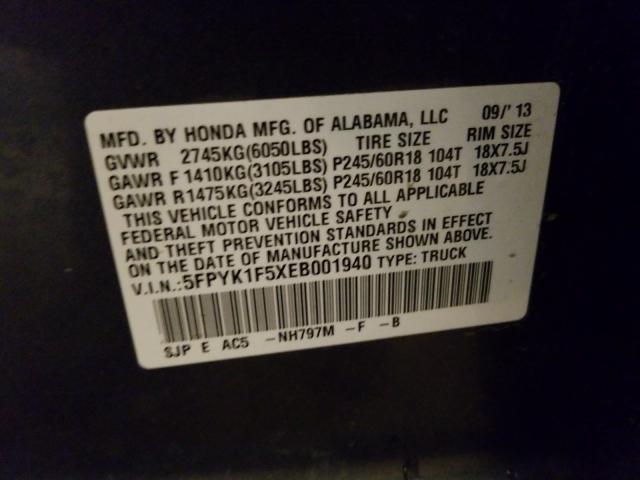 MFD. BY HONDA MFG. OF ALABAMA, LLC 09/'13
GVWR 2745KG(6050LBS) TIRE SIZE RIM SIZE
GAWR F 1410KG(3105LBS) P245/60R18 104T 18X7.5J
GAWR R1475KG(3245LBS) P245/60R18 104T 18X7.5J
THIS VEHICLE CONFORMS TO ALL APPLICABLE
FEDERAL MOTOR VEHICLE SAFETY
AND THEFT PREVENTION STANDARDS IN EFFECT
ON THE DATE OF MANUFACTURE SHOWN ABOVE.
V.I.N.:5FPYK1F5XEB001940 TYPE: TRUCK
SJP E AC5 -NH797M -F -B